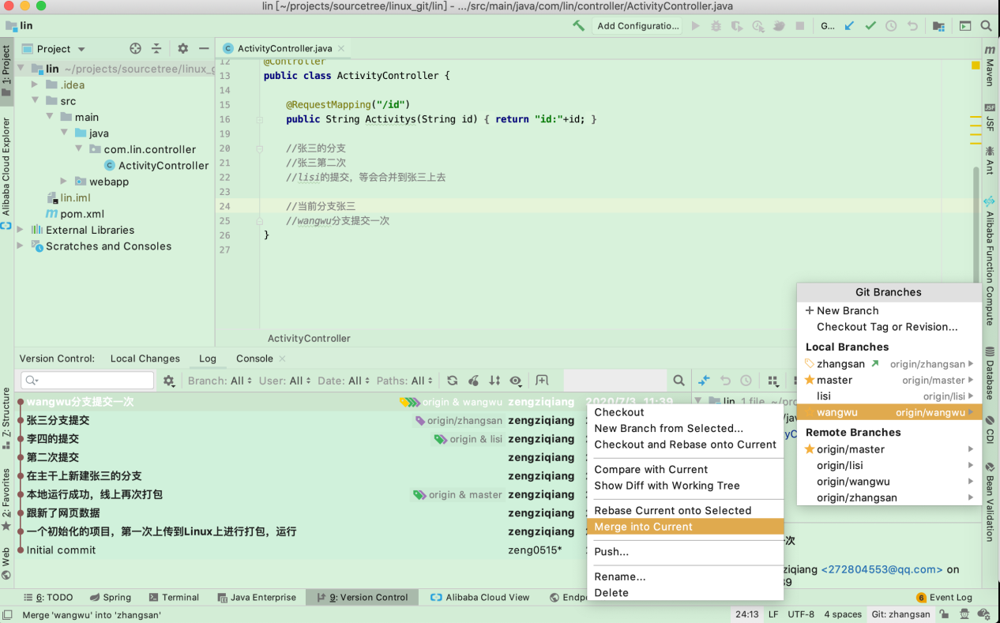 lin [~/projects/sourcetree/linux_git/lin] - .../src/main/java/com/lin/controller/ActivityController.java
lin
Add Configuratio...
G...
Project
ActivityController.java
1: Project
Alibaba Cloud Explorer
Z: Structure
2: Favorites
Web
lin ~/projects/sourcetree/linux_g
.idea
src
main
java
com.lin.controller
ActivityController
webapp
lin.iml
pom.xml
External Libraries
Scratches and Consoles
12 @Controller
13 public class ActivityController {
14
15 @RequestMapping("/id")
16 public String Activitys(String id) { return "id:"+id; }
19
20 //张三的分支
21 //张三第二次
22 //lisi的提交，等会合并到张三上去
23
24 //当前分支张三
25 //wangwu分支提交一次
26 }
27
ActivityController
Maven
JSF
JSF
Ant
Alibaba Function Compute
Database
CDI
Bean Validation
Git Branches
New Branch
Checkout Tag or Revision...
Local Branches
zhangsan origin/zhangsan
master origin/master
lisi origin/lisi
wangwu origin/wangwu
Remote Branches
origin/master
origin/lisi
origin/wangwu
origin/zhangsan
Version Control: Local Changes Log Console
Branch: All User: All Date: All Paths: All
wangwu分支提交一次 origin & wangwu zengziqiang 2020/7/3, 11:39
张三分支提交 origin/zhangsan zengziqiang
李四的提交 origin & lisi zengziqiang
第二次提交 zengziqiang
在主干上新建张三的分支 zengziqiang
本地运行成功，线上再次打包 origin & master zengziqiang
跟新了网页数据 zengziqiang
一个初始化的项目，第一次上传到Linux上进行打包，运行 zengziqiang
Initial commit zeng0515*
lin 1 file
Checkout
New Branch from Selected...
Checkout and Rebase onto Current
Compare with Current
Show Diff with Working Tree
Rebase Current onto Selected
Merge into Current
Push...
Rename...
Delete
次
ziqiang <272804553@qq.com> on
39
6: TODO Spring Terminal Java Enterprise 9: Version Control Alibaba Cloud View Endp 6 Event Log
Merge 'wangwu' into 'zhangsan' 24:13 LF UTF-8 4 spaces Git: zhangsan